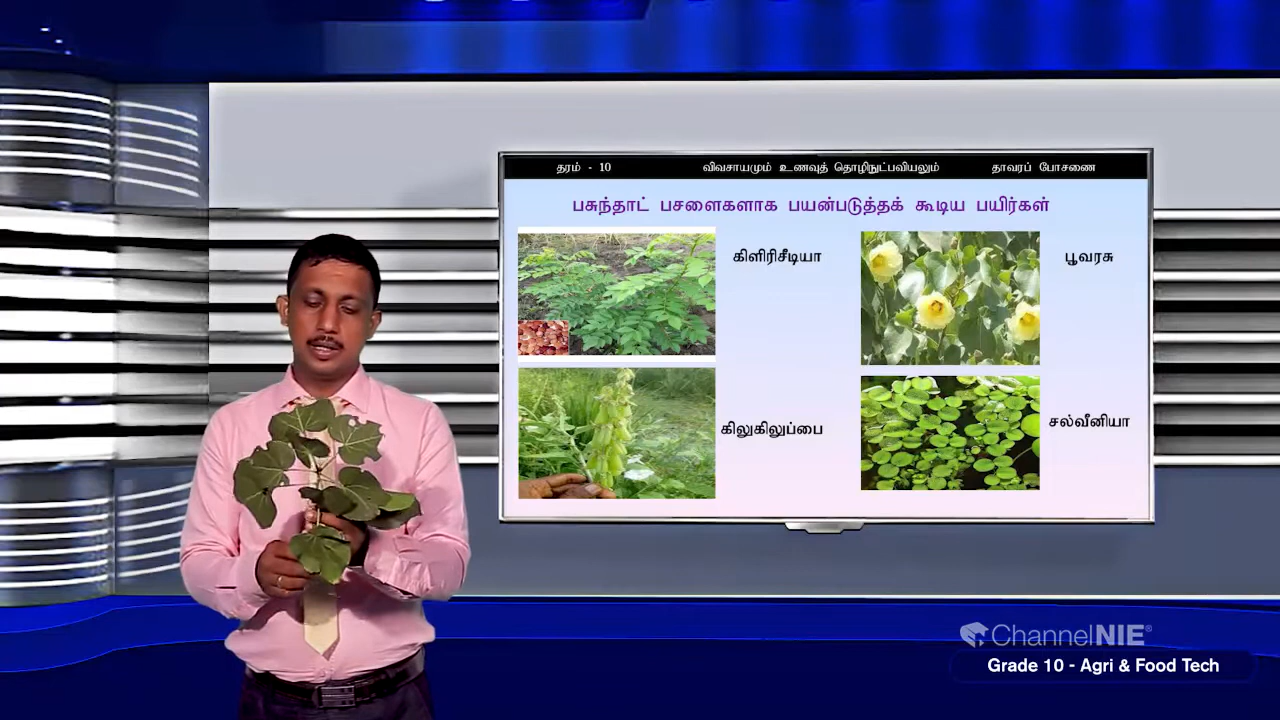 தரம் - 10 விவசாயமும் உணவுத் தொழிநுட்பவியலும் தாவரப் போசணை
பசுந்தாட் பசளைகளாக பயன்படுத்தக் கூடிய பயிர்கள்
கிளிரிசீடியா
பூவரசு
கிலுகிலுப்பை
சல்வீனியா
ChannelNIE®
Grade 10 - Agri & Food Tech